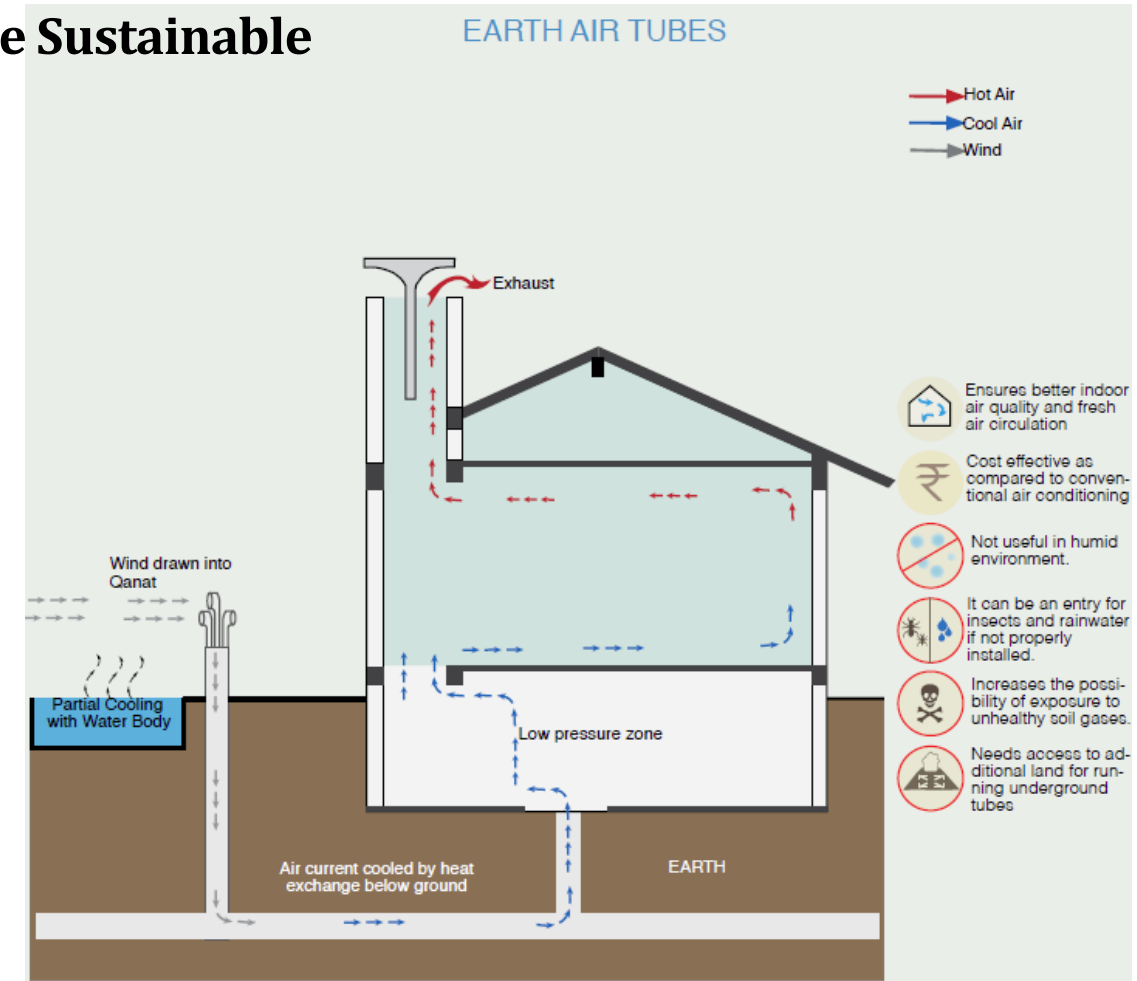 e Sustainable
EARTH AIR TUBES
Hot Air
Cool Air
Wind
Exhaust
Ensures better indoor
air quality and fresh
air circulation
Cost effective as
compared to conven-
tional air conditioning
Wind drawn into
Qanat
Not useful in humid
environment.
It can be an entry for
insects and rainwater
if not properly
installed.
Partial Cooling
with Water Body
Low pressure zone
Increases the possi-
bility of exposure to
unhealthy soil gases.
Needs access to ad-
ditional land for run-
ning underground
tubes
Air current cooled by heat
exchange below ground
EARTH